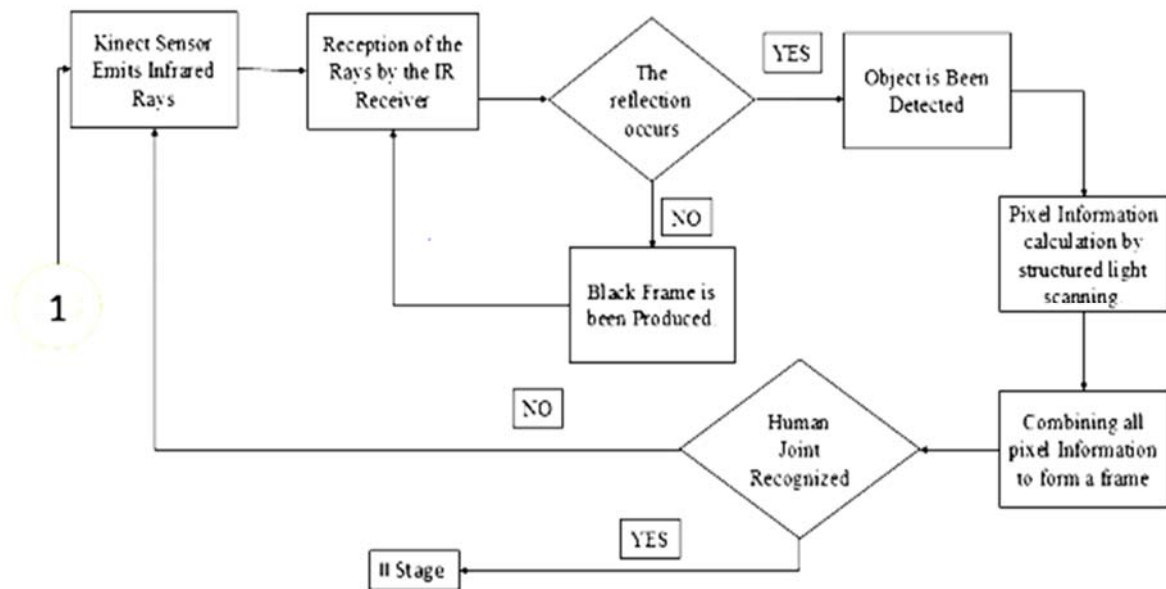 Kinect Sensor
Emits Infrared
Rays
Reception of the
Rays by the IR
Receiver
The
reflection
occurs
YES
Object is Been
Detected
NO
Pixel Information
calculation by
structured light
scanning.
Black Frame is
been Produced.
1
NO
Human
Joint
Recognized
Combining all
pixel Information
to form a frame
YES
II Stage